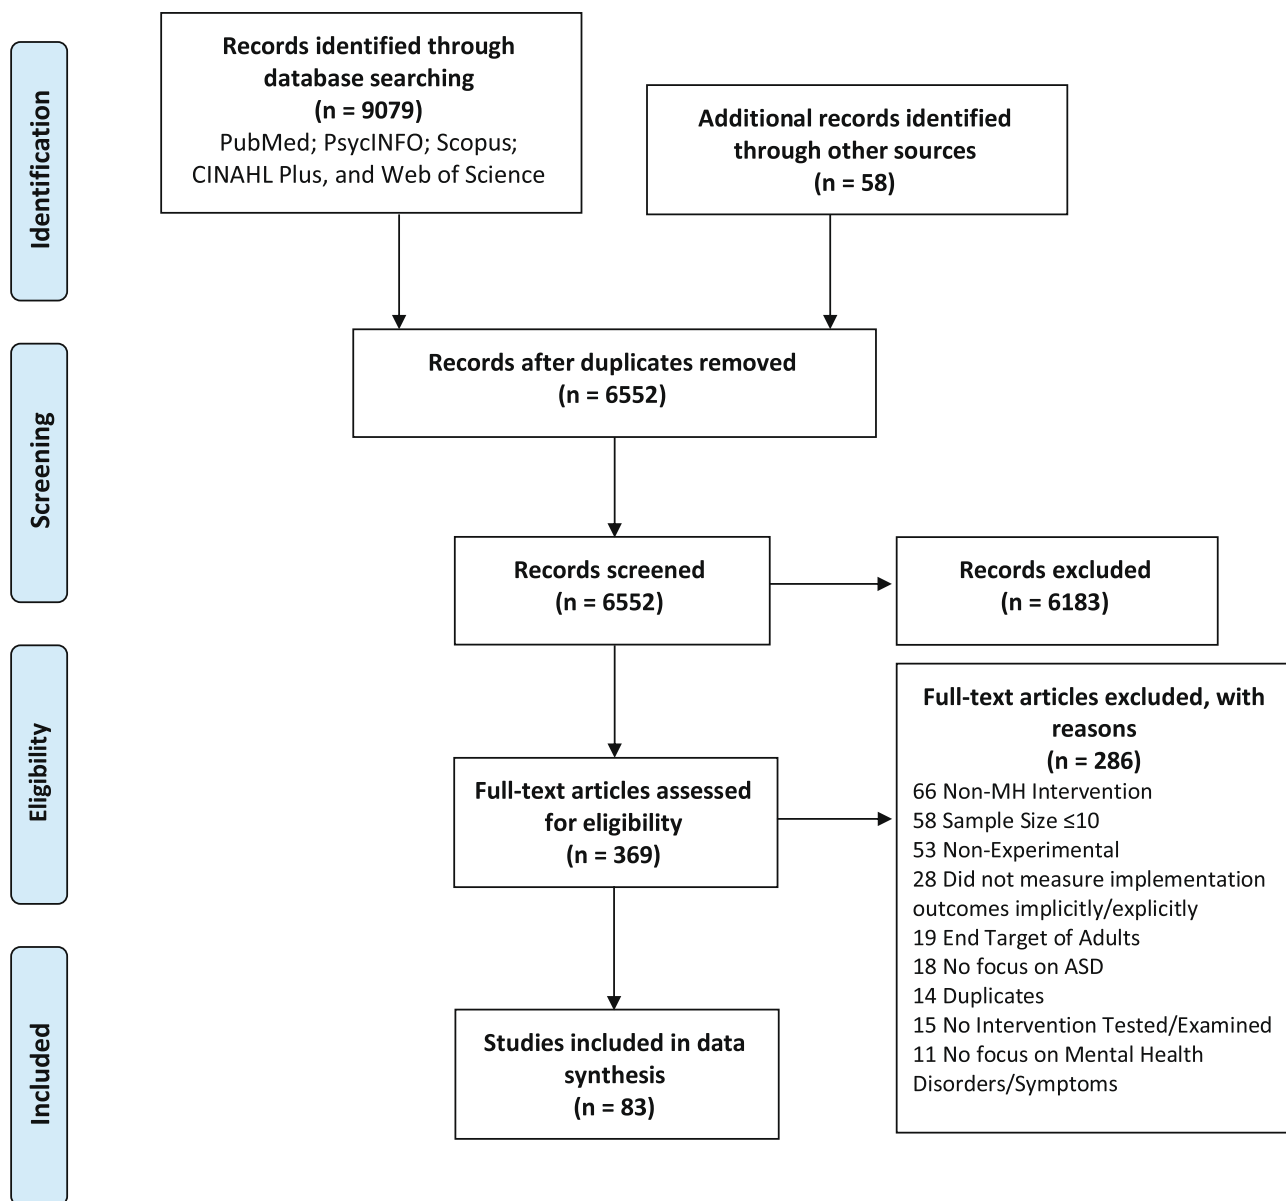 Identification
Records identified through
database searching
(n = 9079)
PubMed; PsycINFO; Scopus;
CINAHL Plus, and Web of Science
Additional records identified
through other sources
(n = 58)
Screening
Records after duplicates removed
(n = 6552)
Records screened
(n = 6552)
Records excluded
(n = 6183)
Eligibility
Full-text articles assessed
for eligibility
(n = 369)
Full-text articles excluded, with
reasons
(n = 286)
66 Non-MH Intervention
58 Sample Size ≤10
53 Non-Experimental
28 Did not measure implementation
outcomes implicitly/explicitly
19 End Target of Adults
18 No focus on ASD
14 Duplicates
15 No Intervention Tested/Examined
11 No focus on Mental Health
Disorders/Symptoms
Included
Studies included in data
synthesis
(n = 83)